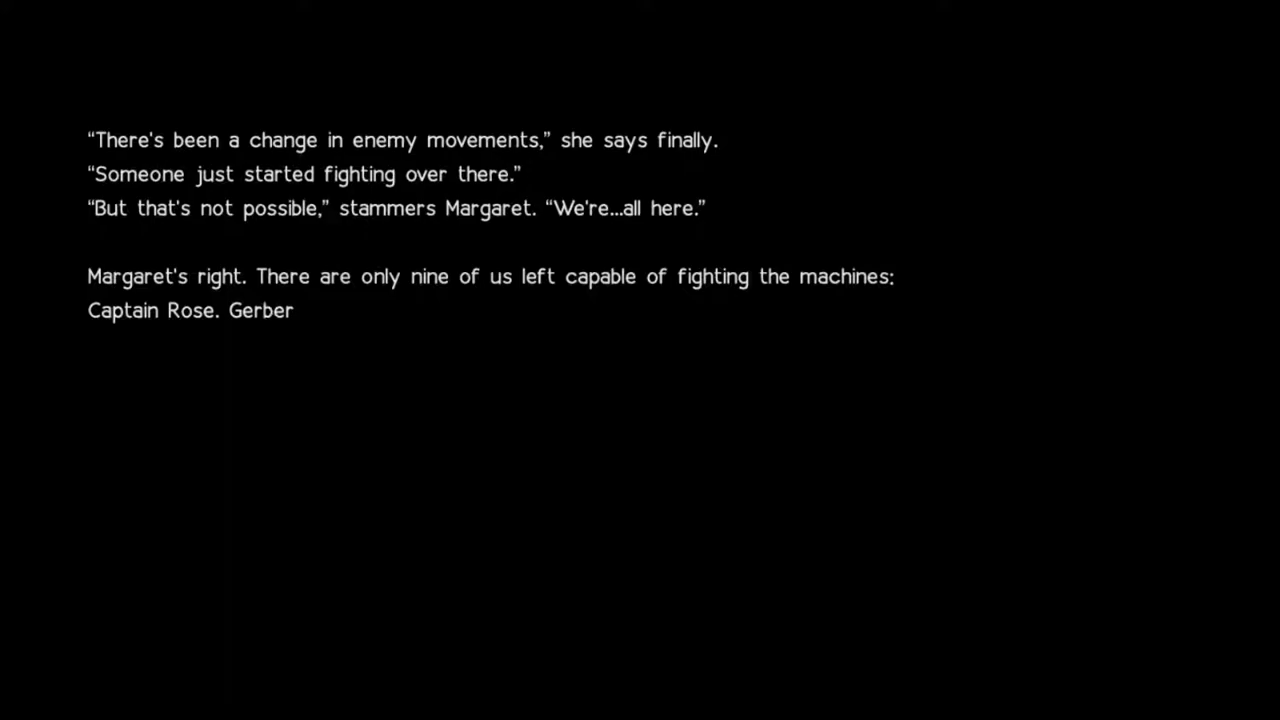 “There's been a change in enemy movements,” she says finally.
“Someone just started fighting over there.”
“But that's not possible,” stammers Margaret. “We're...all here.”
Margaret's right. There are only nine of us left capable of fighting the machines:
Captain Rose. Gerber